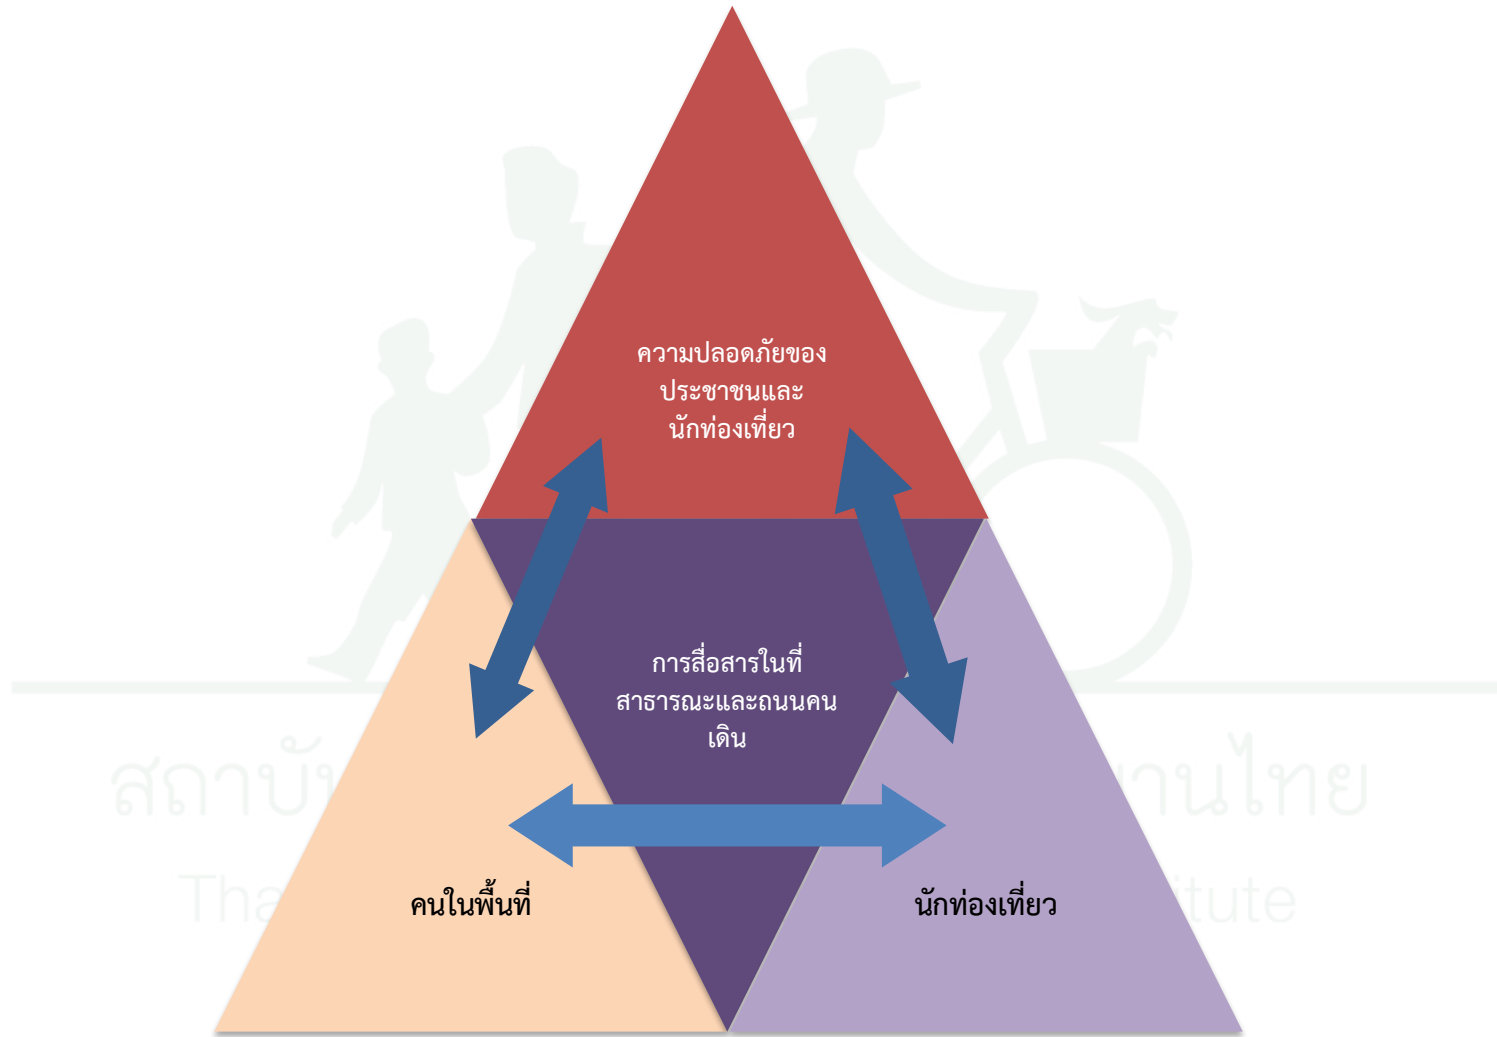 ความปลอดภัยของ
ประชาชนและ
นักท่องเที่ยว
การสื่อสารในที่
สาธารณะและถนนคน
เดิน
คนในพื้นที่
นักท่องเที่ยว